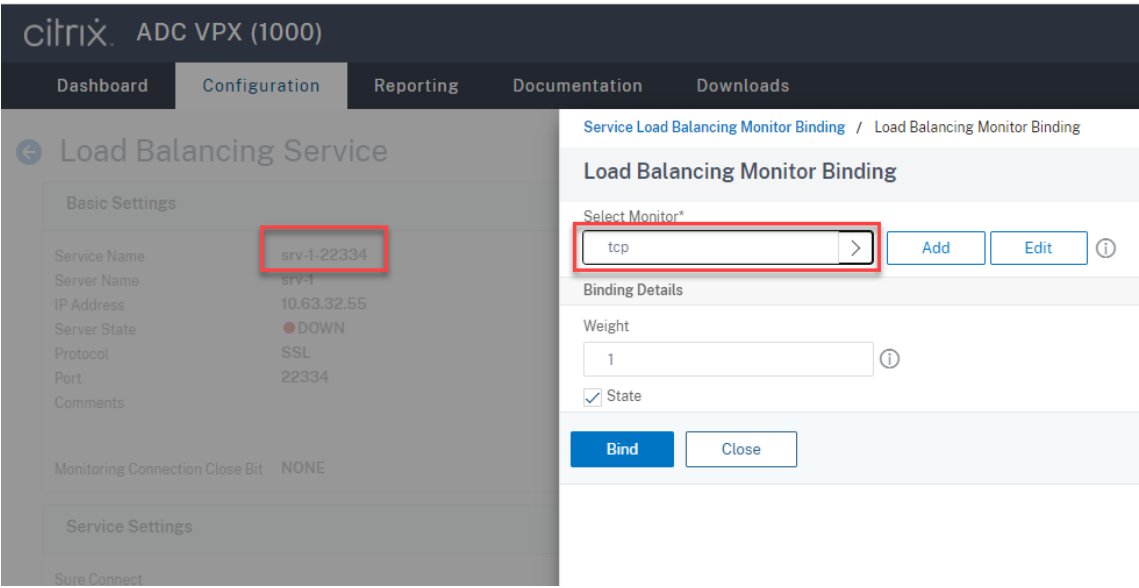 citrix. ADC VPX (1000)
Dashboard Configuration Reporting Documentation Downloads
Load Balancing Service
Basic Settings
Service Name srv-1-22334
Server Name srv-1
IP Address 10.63.32.55
Server State DOWN
Protocol SSL
Port 22334
Comments
Monitoring Connection Close Bit NONE
Service Settings
Sure Connect
Service Load Balancing Monitor Binding / Load Balancing Monitor Binding
Load Balancing Monitor Binding
Select Monitor*
tcp > Add Edit
Binding Details
Weight
1
State
Bind Close